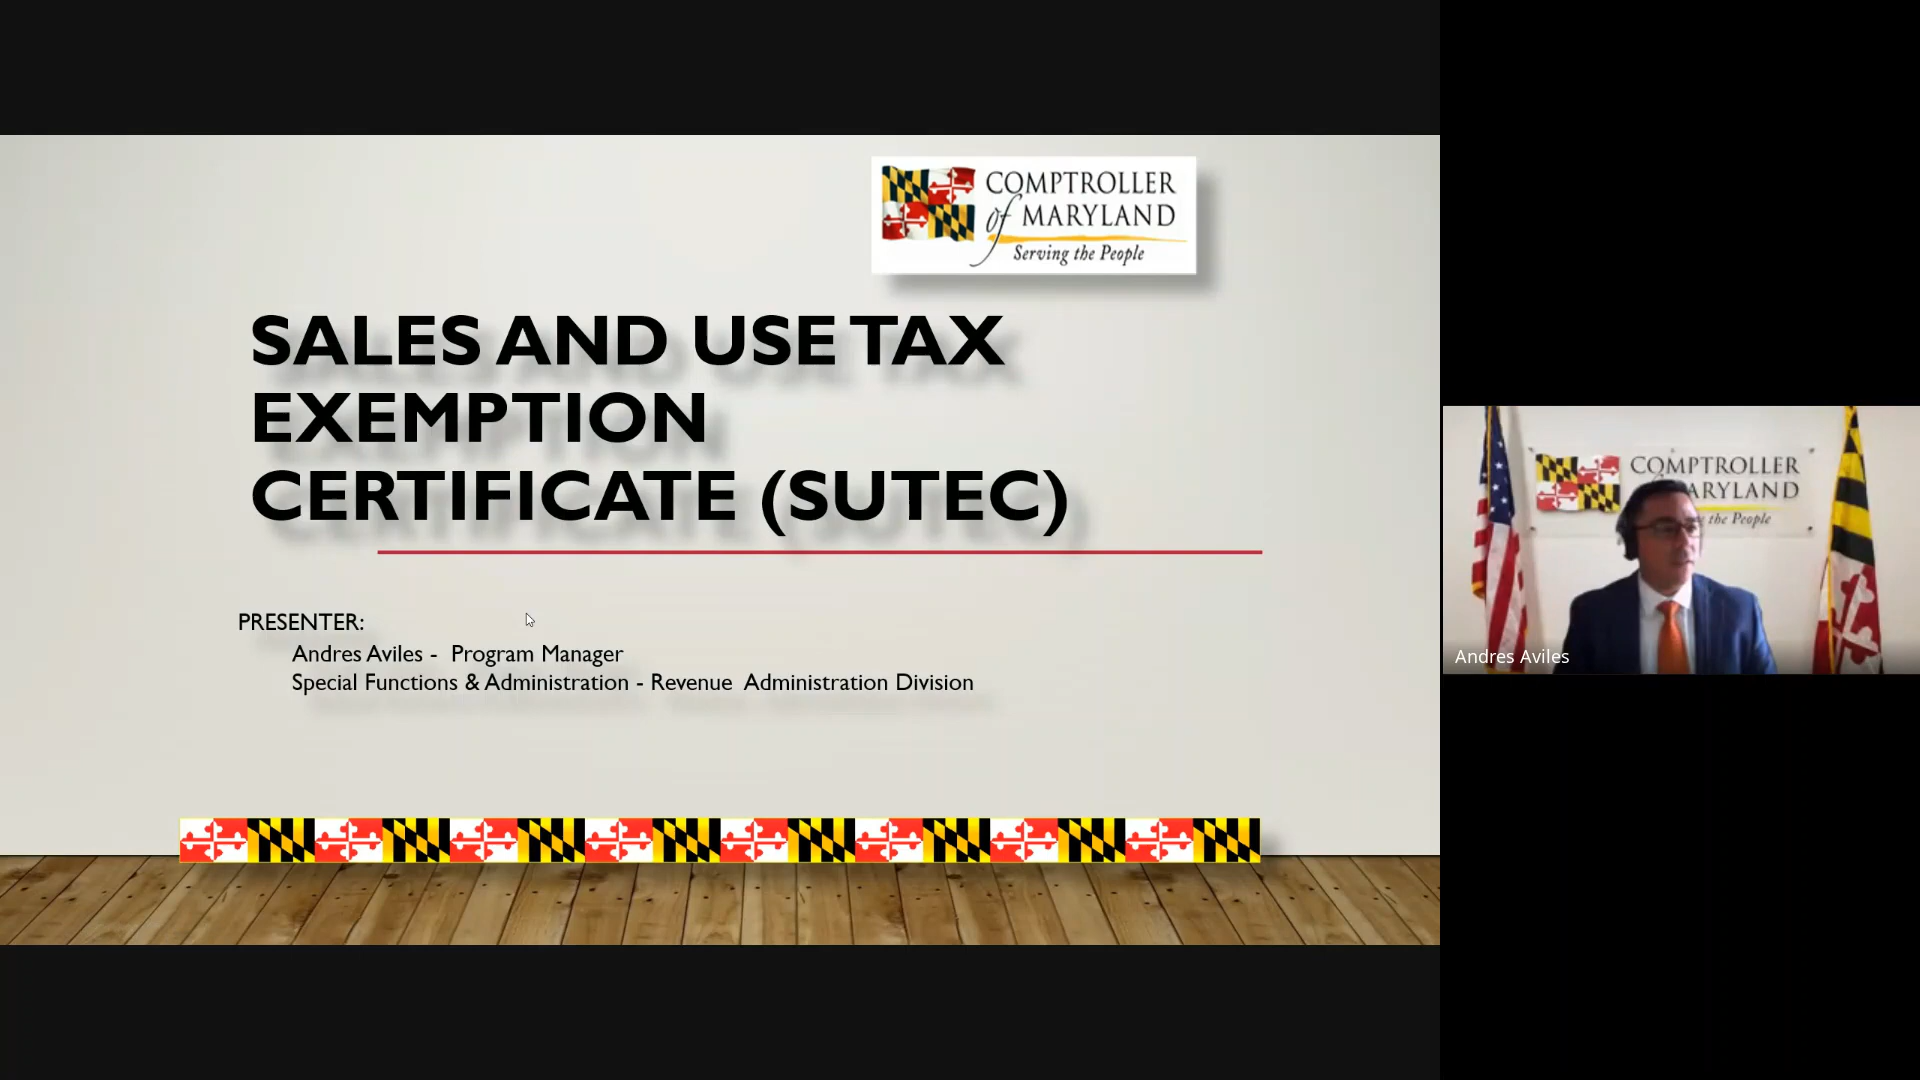 COMPTROLLER
of MARYLAND
Serving the People
SALES AND USE TAX
EXEMPTION
CERTIFICATE (SUTEC)
PRESENTER:
Andres Aviles - Program Manager
Special Functions & Administration - Revenue Administration Division
COMPTROLLER
ARYLAND
the People
Andres Aviles